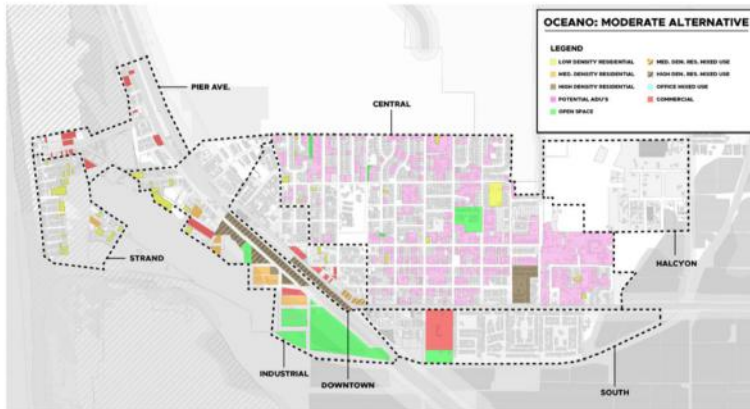 OCEANO: MODERATE ALTERNATIVE
LEGEND
LOW DENSITY RESIDENTIAL
MED. DENSITY RESIDENTIAL
HIGH DENSITY RESIDENTIAL
POTENTIAL ADU'S
OPEN SPACE
MED. DEN. RES. MIXED USE
HIGH DEN. RES. MIXED USE
OFFICE MIXED USE
COMMERCIAL
PIER AVE.
CENTRAL
STRAND
HALCYON
INDUSTRIAL
DOWNTOWN
SOUTH